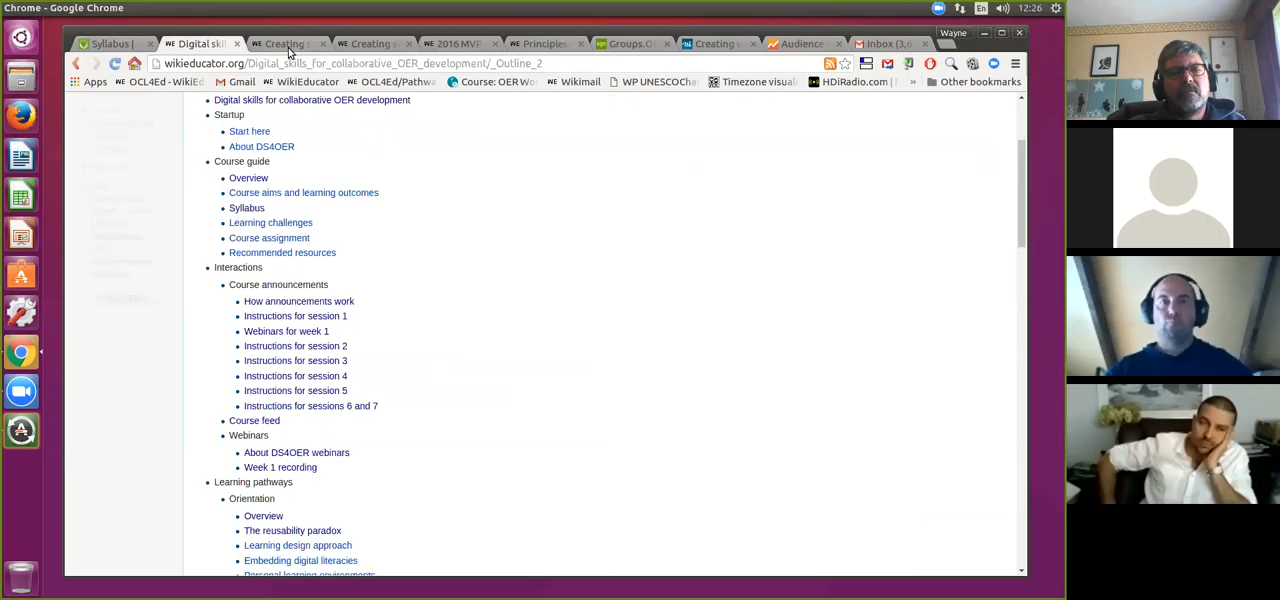 Chrome - Google Chrome
En
12:26
Wayne
Syllabus |
Digital ski
Creating
Creating s
2016 MVP
Principles
Groups.O
Creating
Audience
Inbox (3,6
wikieducator.org/Digital_skills_for_collaborative_OER_development/_Outline_2
Apps
OCL4Ed - WikiEd
Gmail
WikiEducator
OCL4Ed/Pathwa
Course: OER Wo
Wikimail
WP UNESCOCha
Timezone visual
HDiRadio.com
»
Other bookmarks
• Digital skills for collaborative OER development
• Startup
• Start here
• About DS4OER
• Course guide
• Overview
• Course aims and learning outcomes
• Syllabus
• Learning challenges
• Course assignment
• Recommended resources
• Interactions
• Course announcements
• How announcements work
• Instructions for session 1
• Webinars for week 1
• Instructions for session 2
• Instructions for session 3
• Instructions for session 4
• Instructions for session 5
• Instructions for sessions 6 and 7
• Course feed
• Webinars
• About DS4OER webinars
• Week 1 recording
• Learning pathways
• Orientation
• Overview
• The reusability paradox
• Learning design approach
• Embedding digital literacies
• Personal learning environments